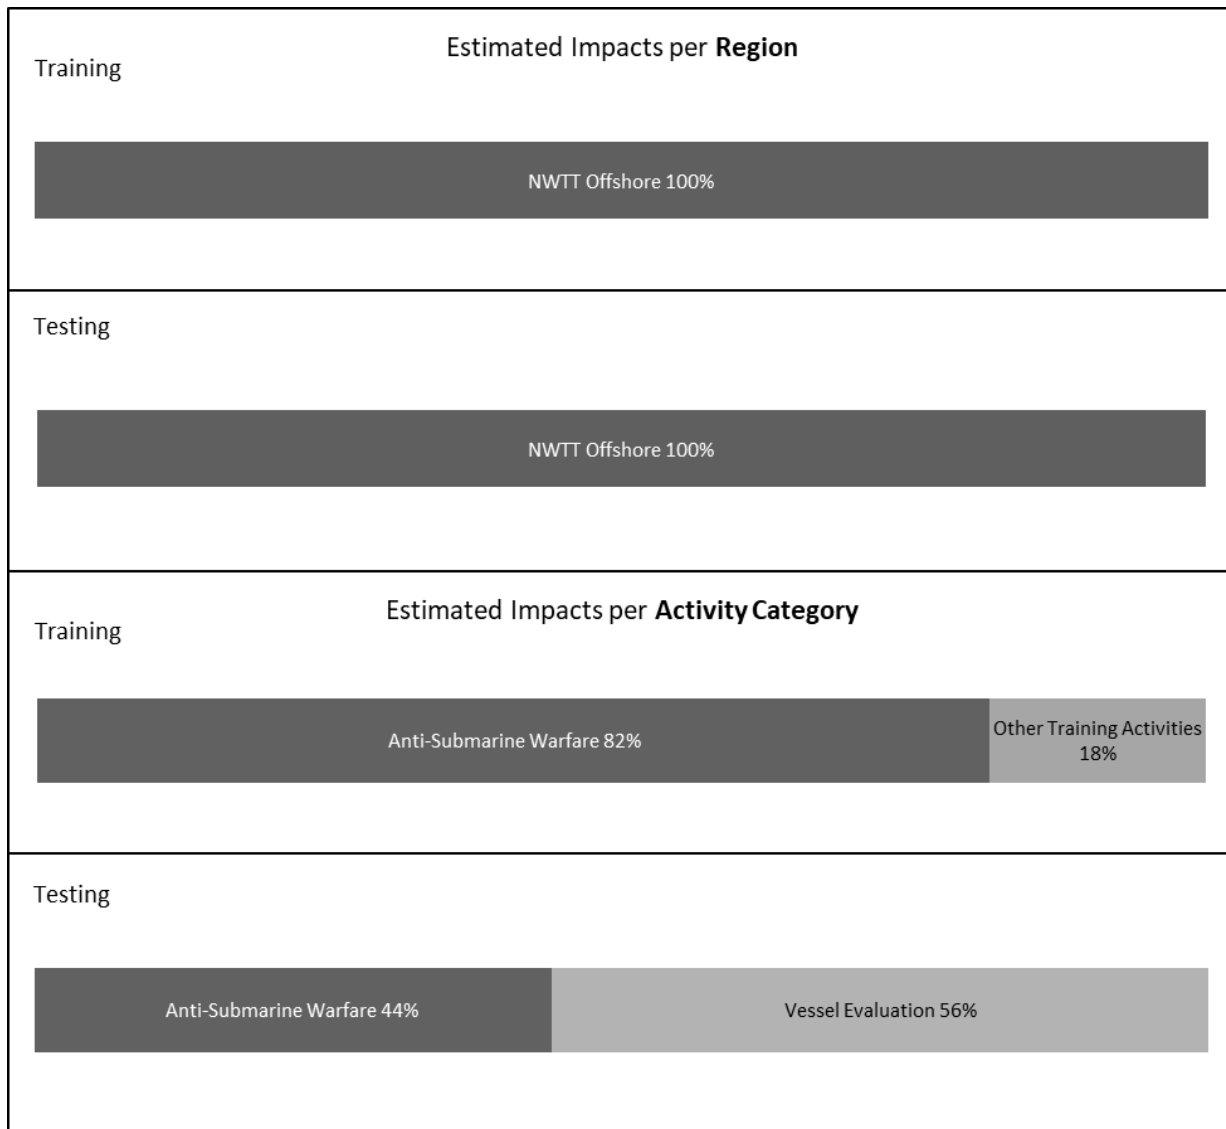 Estimated Impacts per Region
Training
NWTT Offshore 100%
Testing
NWTT Offshore 100%
Estimated Impacts per Activity Category
Training
Anti-Submarine Warfare 82%
Other Training Activities
18%
Testing
Anti-Submarine Warfare 44%
Vessel Evaluation 56%